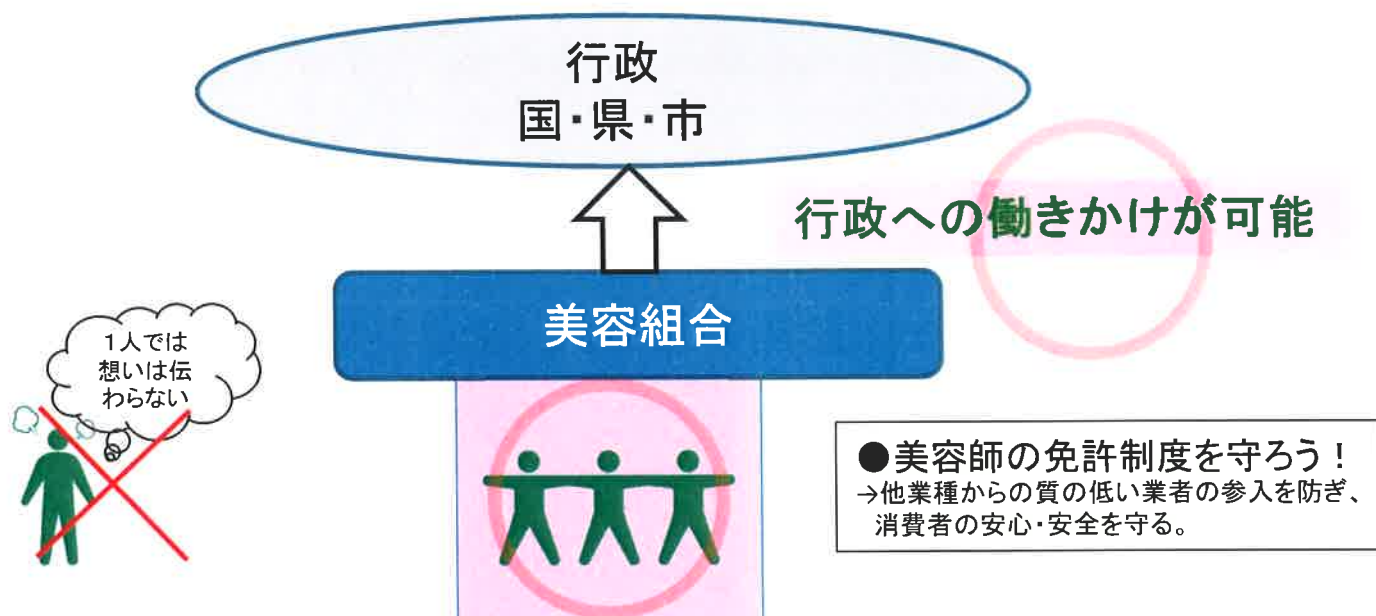 行政
国・県・市
行政への働きかけが可能
美容組合
1人では
想いは伝
わらない
●美容師の免許制度を守ろう！
→他業種からの質の低い業者の参入を防ぎ、
消費者の安心・安全を守る。